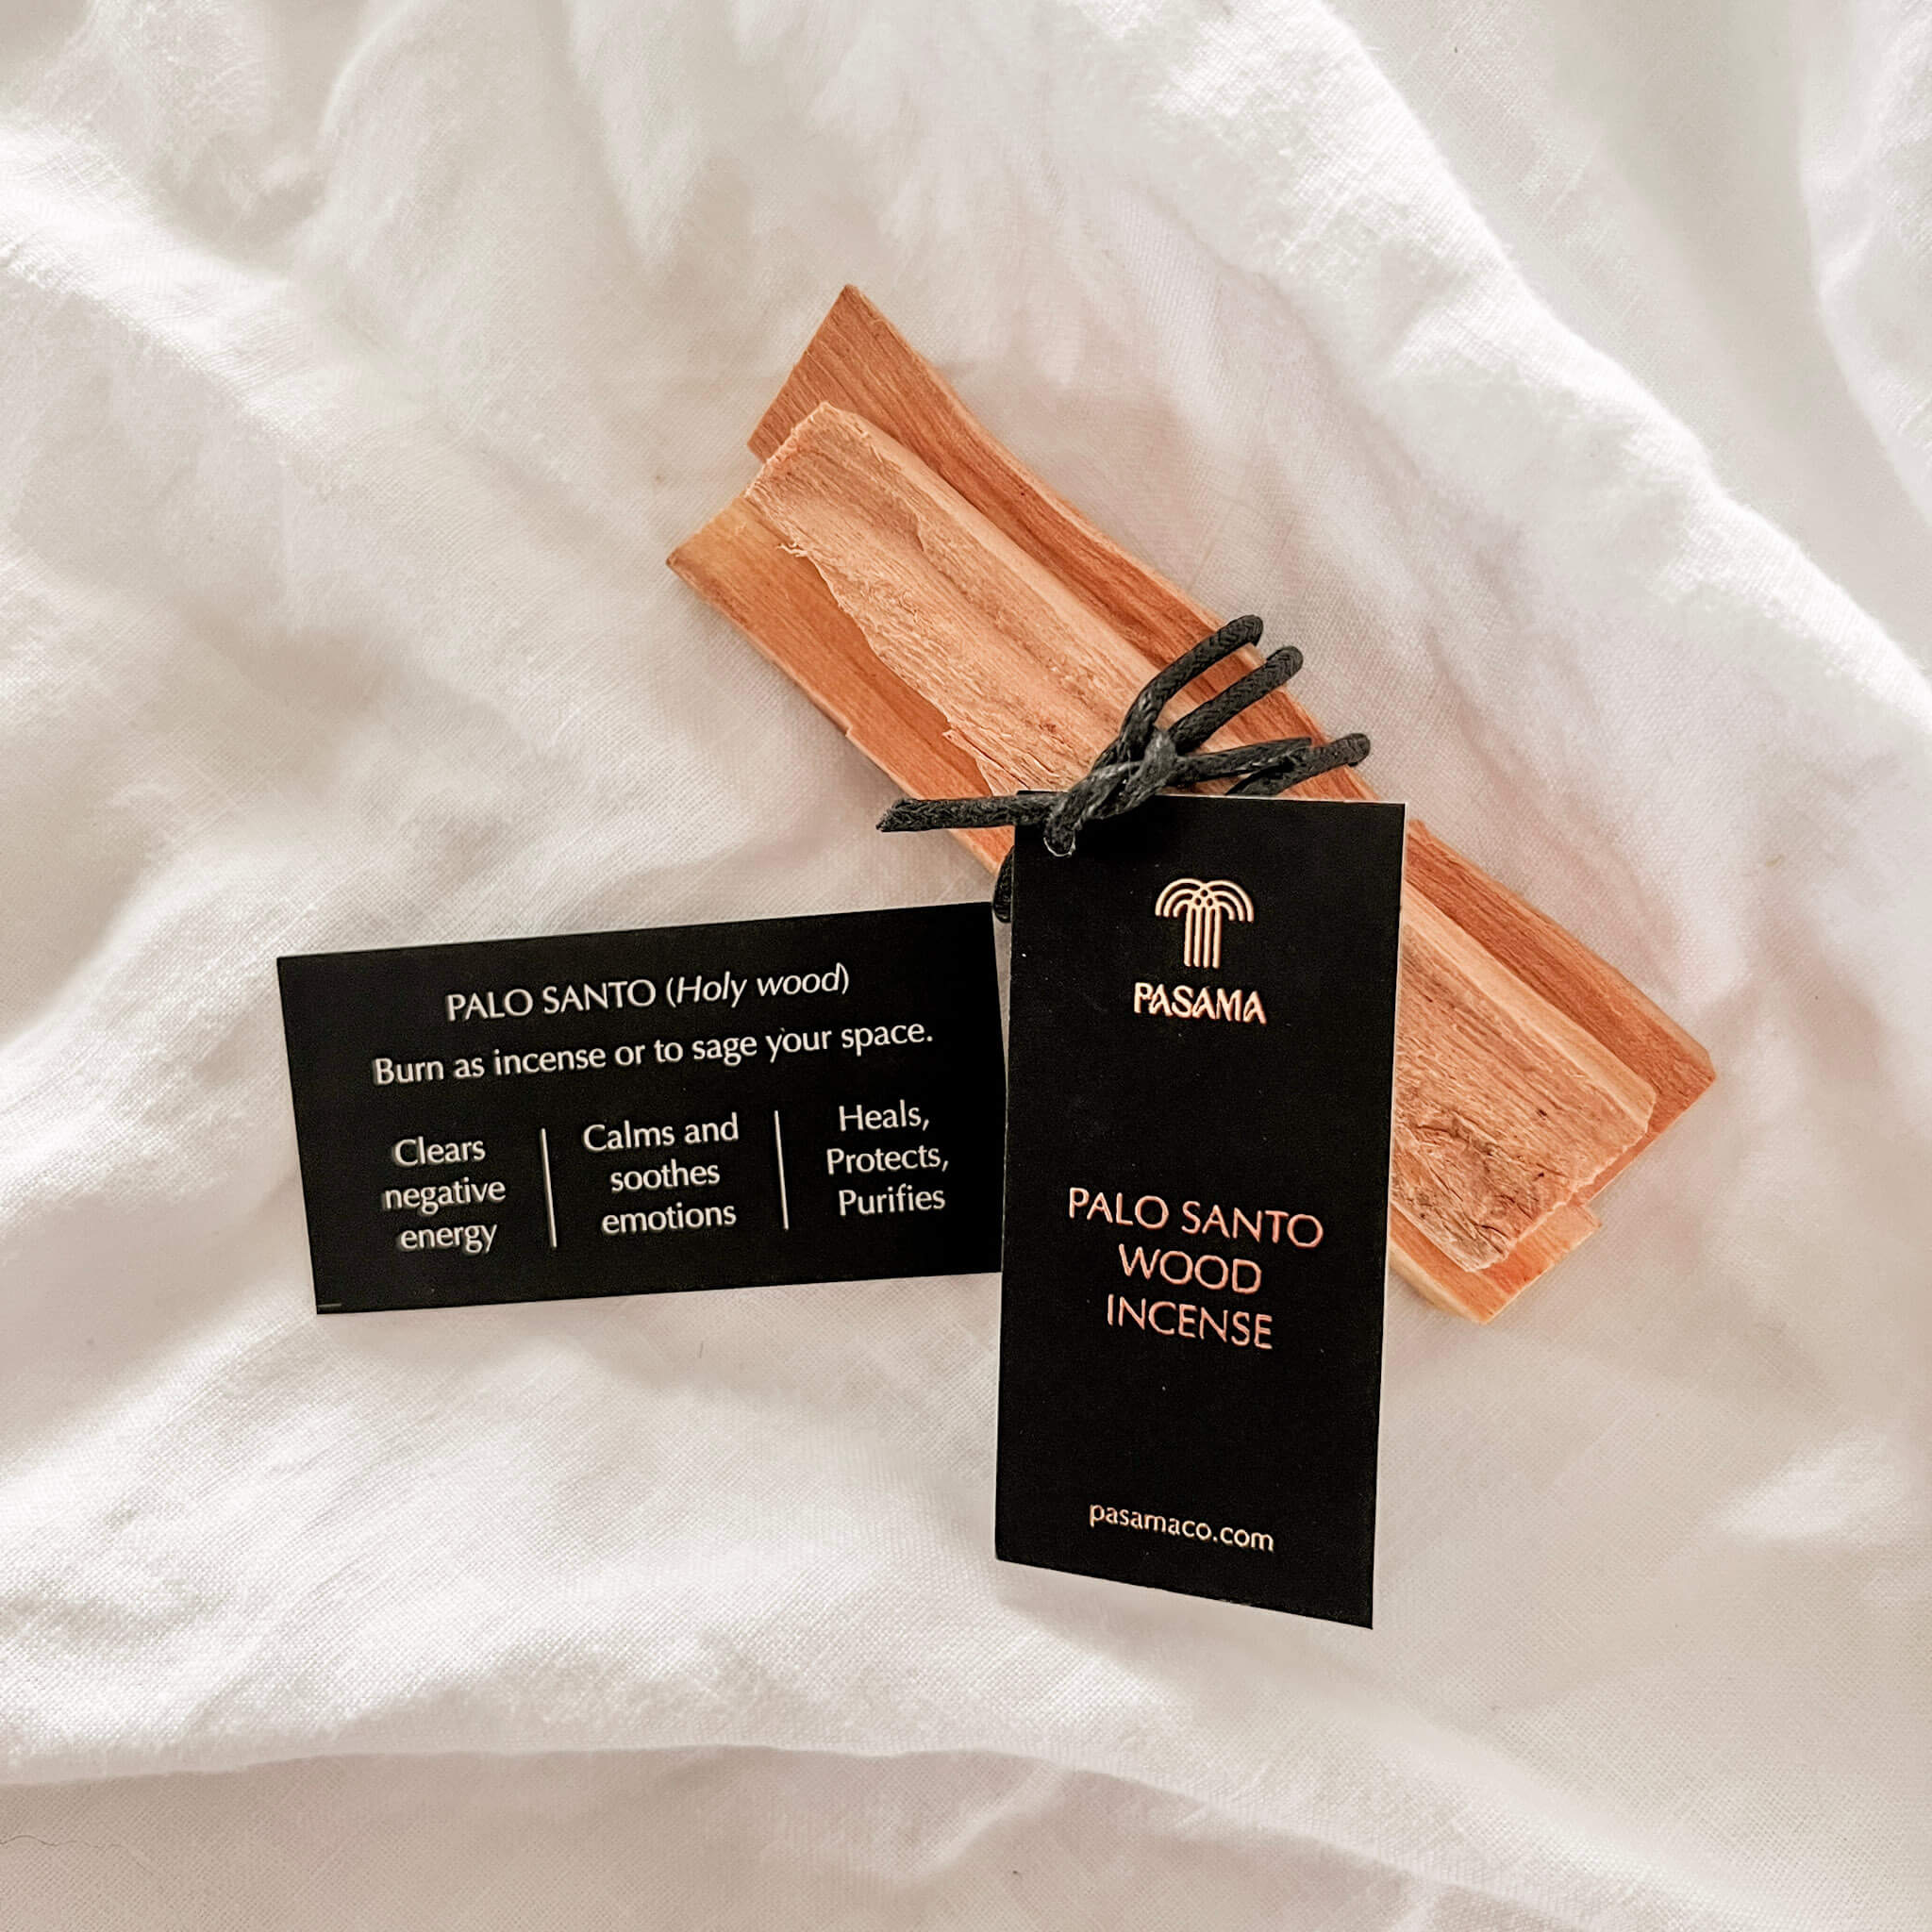 PALO SANTO (Holy wood)
Burn as incense or to sage your space.
Clears
negative
energy
Calms and
soothes
emotions
Heals,
Protects,
Purifies
PASAMA
PALO SANTO
WOOD
INCENSE
pasamaco.com